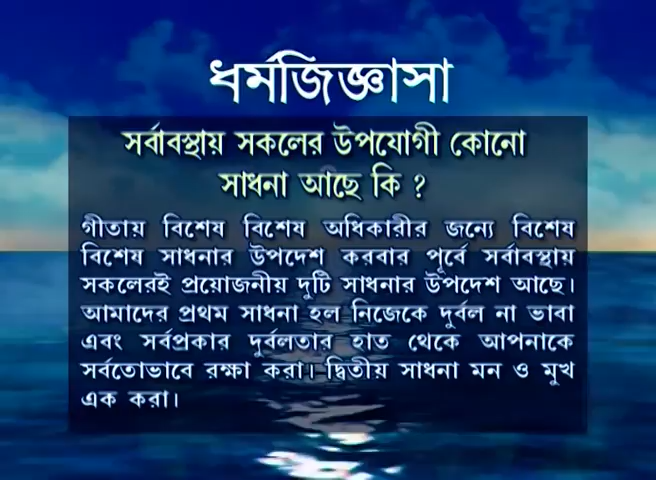 ধর্মজিজ্ঞাসা
সর্বাবস্থায় সকলের উপযোগী কোনো
সাধনা আছে কি ?
গীতায় বিশেষ বিশেষ অধিকারীর জন্যে বিশেষ
বিশেষ সাধনার উপদেশ করবার পূর্বে সর্বাবস্থায়
সকলেরই প্রয়োজনীয় দুটি সাধনার উপদেশ আছে।
আমাদের প্রথম সাধনা হল নিজেকে দুর্বল না ভাবা
এবং সর্বপ্রকার দুর্বলতার হাত থেকে আপনাকে
সর্বতোভাবে রক্ষা করা। দ্বিতীয় সাধনা মন ও মুখ
এক করা।